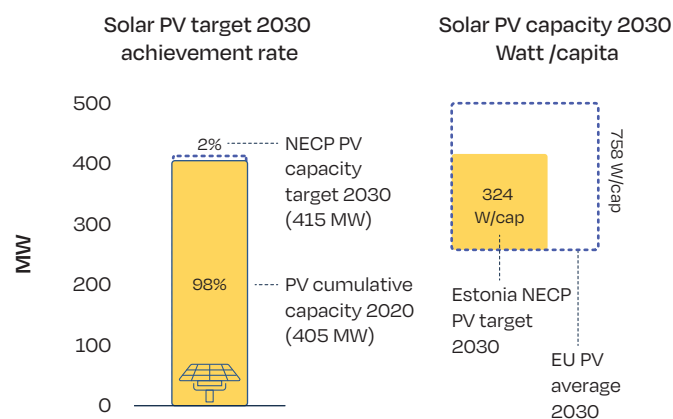 Solar PV target 2030
achievement rate
MW
500
400
300
200
100
0
2%
98%
NECP PV
capacity
target 2030
(415 MW)
PV cumulative
capacity 2020
(405 MW)
Solar PV capacity 2030
Watt /capita
758 W/cap
324
W/cap
Estonia NECP
PV target
2030
EU PV
average
2030